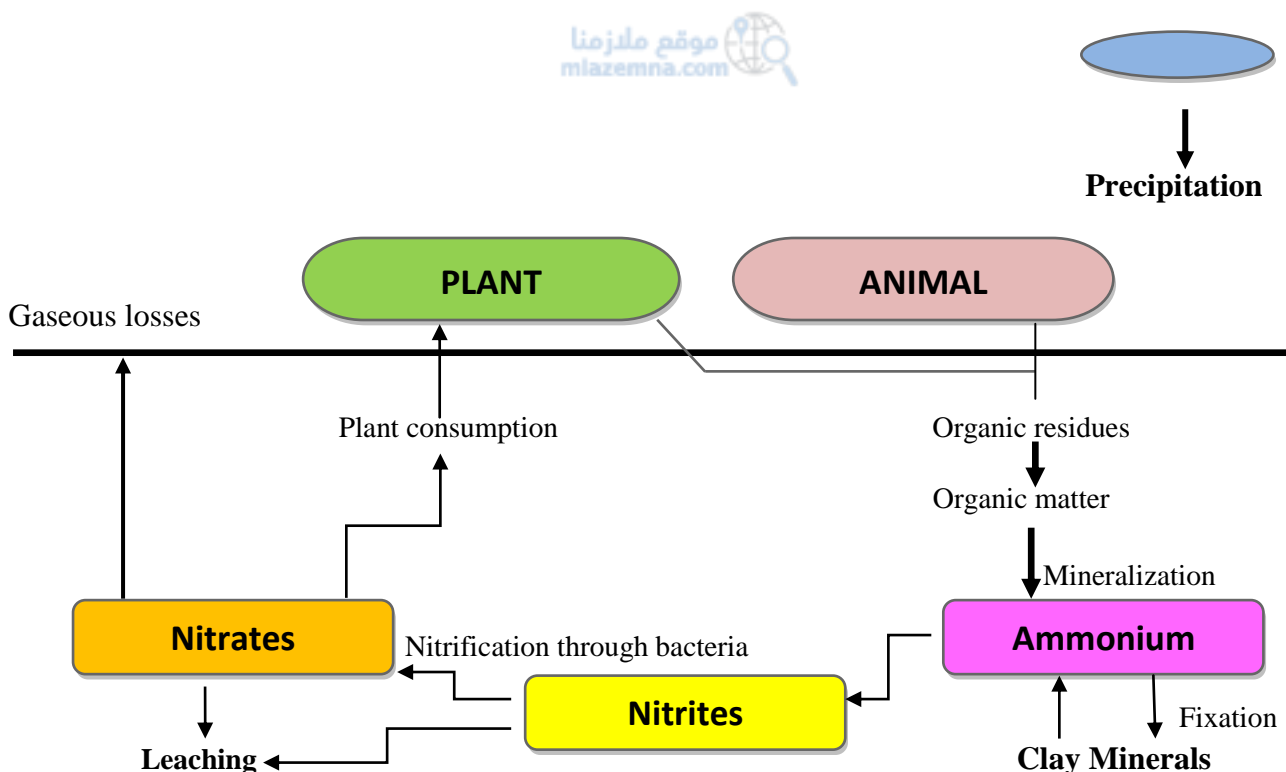 موقع ملازمنا
mlazemna.com
Precipitation
PLANT
ANIMAL
Gaseous losses
Plant consumption
Organic residues
Organic matter
Mineralization
Nitrates
Nitrification through bacteria
Ammonium
Nitrites
Fixation
Leaching
Clay Minerals